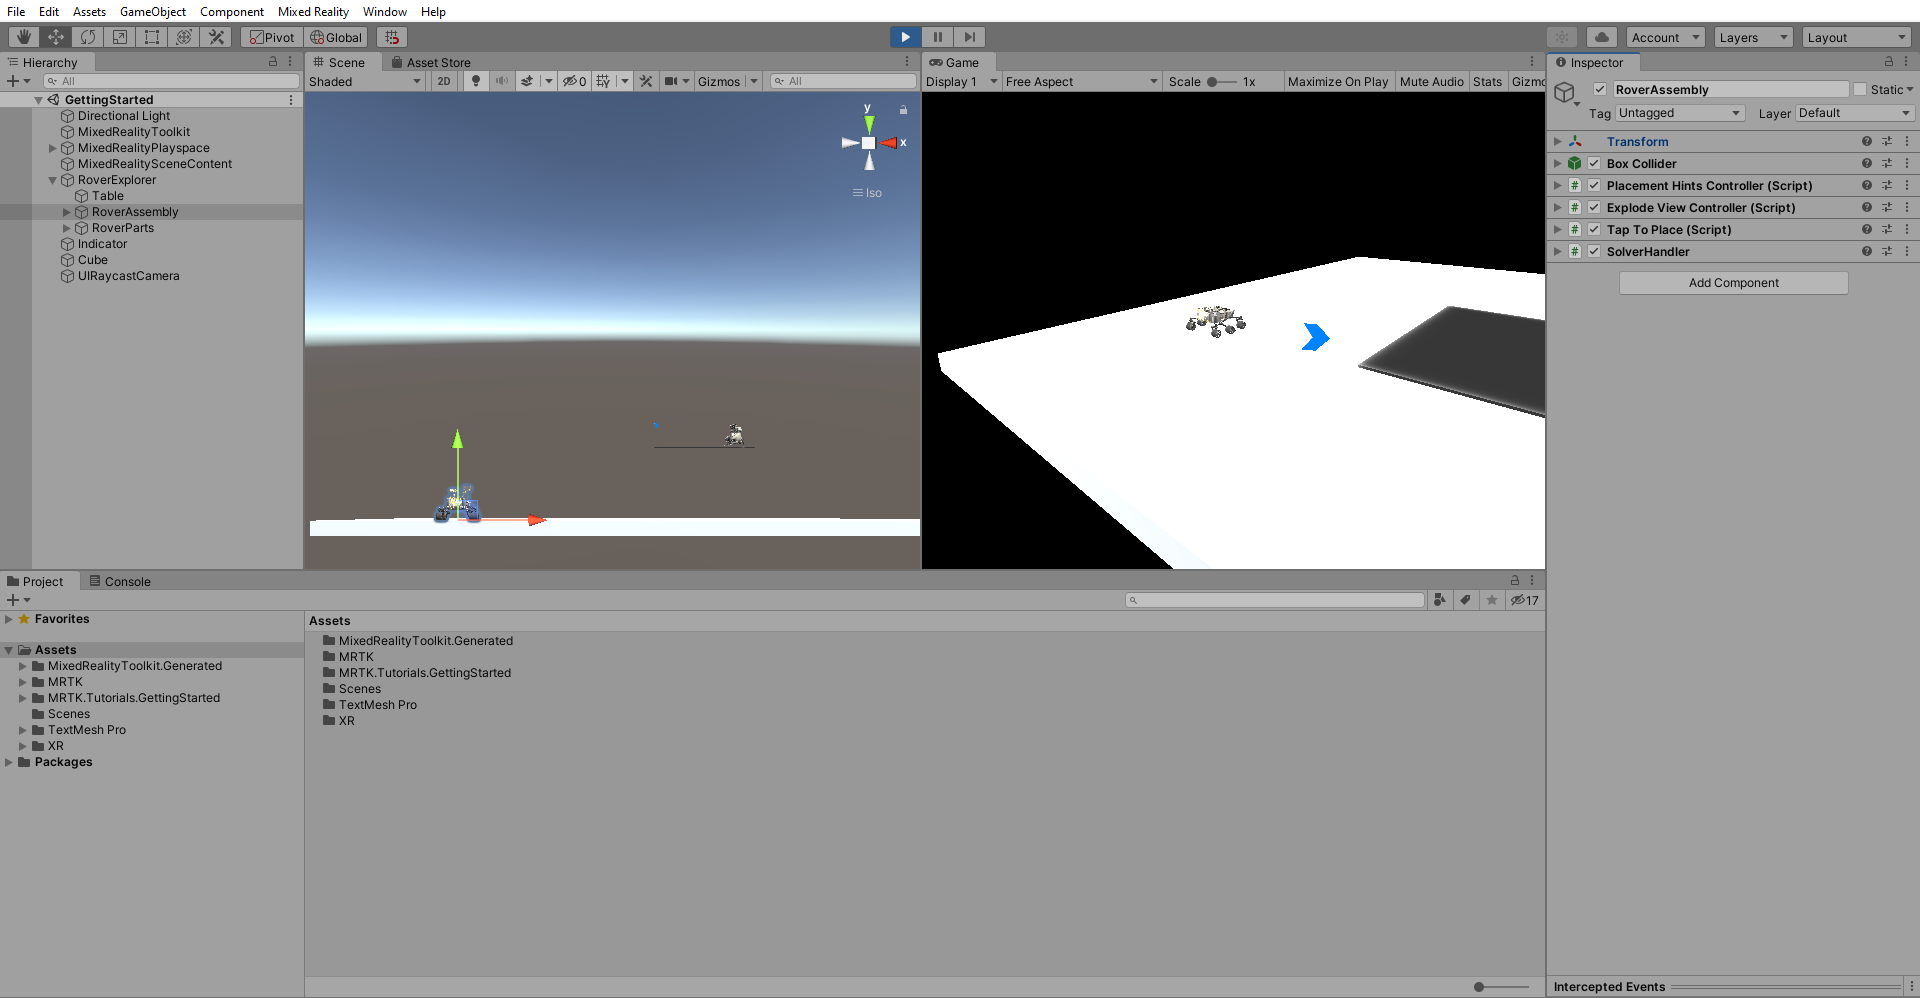 File Edit Assets GameObject Component Mixed Reality Window Help
Pivot Global Account Layers Layout
Hierarchy
All
GettingStarted
Directional Light
MixedRealityToolkit
MixedRealityPlayspace
MixedRealitySceneContent
RoverExplorer
Table
RoverAssembly
RoverParts
Indicator
Cube
UIRaycastCamera
Scene Asset Store
Shaded 2D 0 Gizmos All
y
x
Iso
Game
Display 1 Free Aspect Scale 1x Maximize On Play Mute Audio Stats Gizmo
Inspector
RoverAssembly Static
Tag Untagged Layer Default
Transform
Box Collider
Placement Hints Controller (Script)
Explode View Controller (Script)
Tap To Place (Script)
SolverHandler
Add Component
Project Console
17
Favorites
Assets
MixedRealityToolkit.Generated
MRTK
MRTK.Tutorials.GettingStarted
Scenes
TextMesh Pro
XR
Packages
Assets
MixedRealityToolkit.Generated
MRTK
MRTK.Tutorials.GettingStarted
Scenes
TextMesh Pro
XR
Intercepted Events